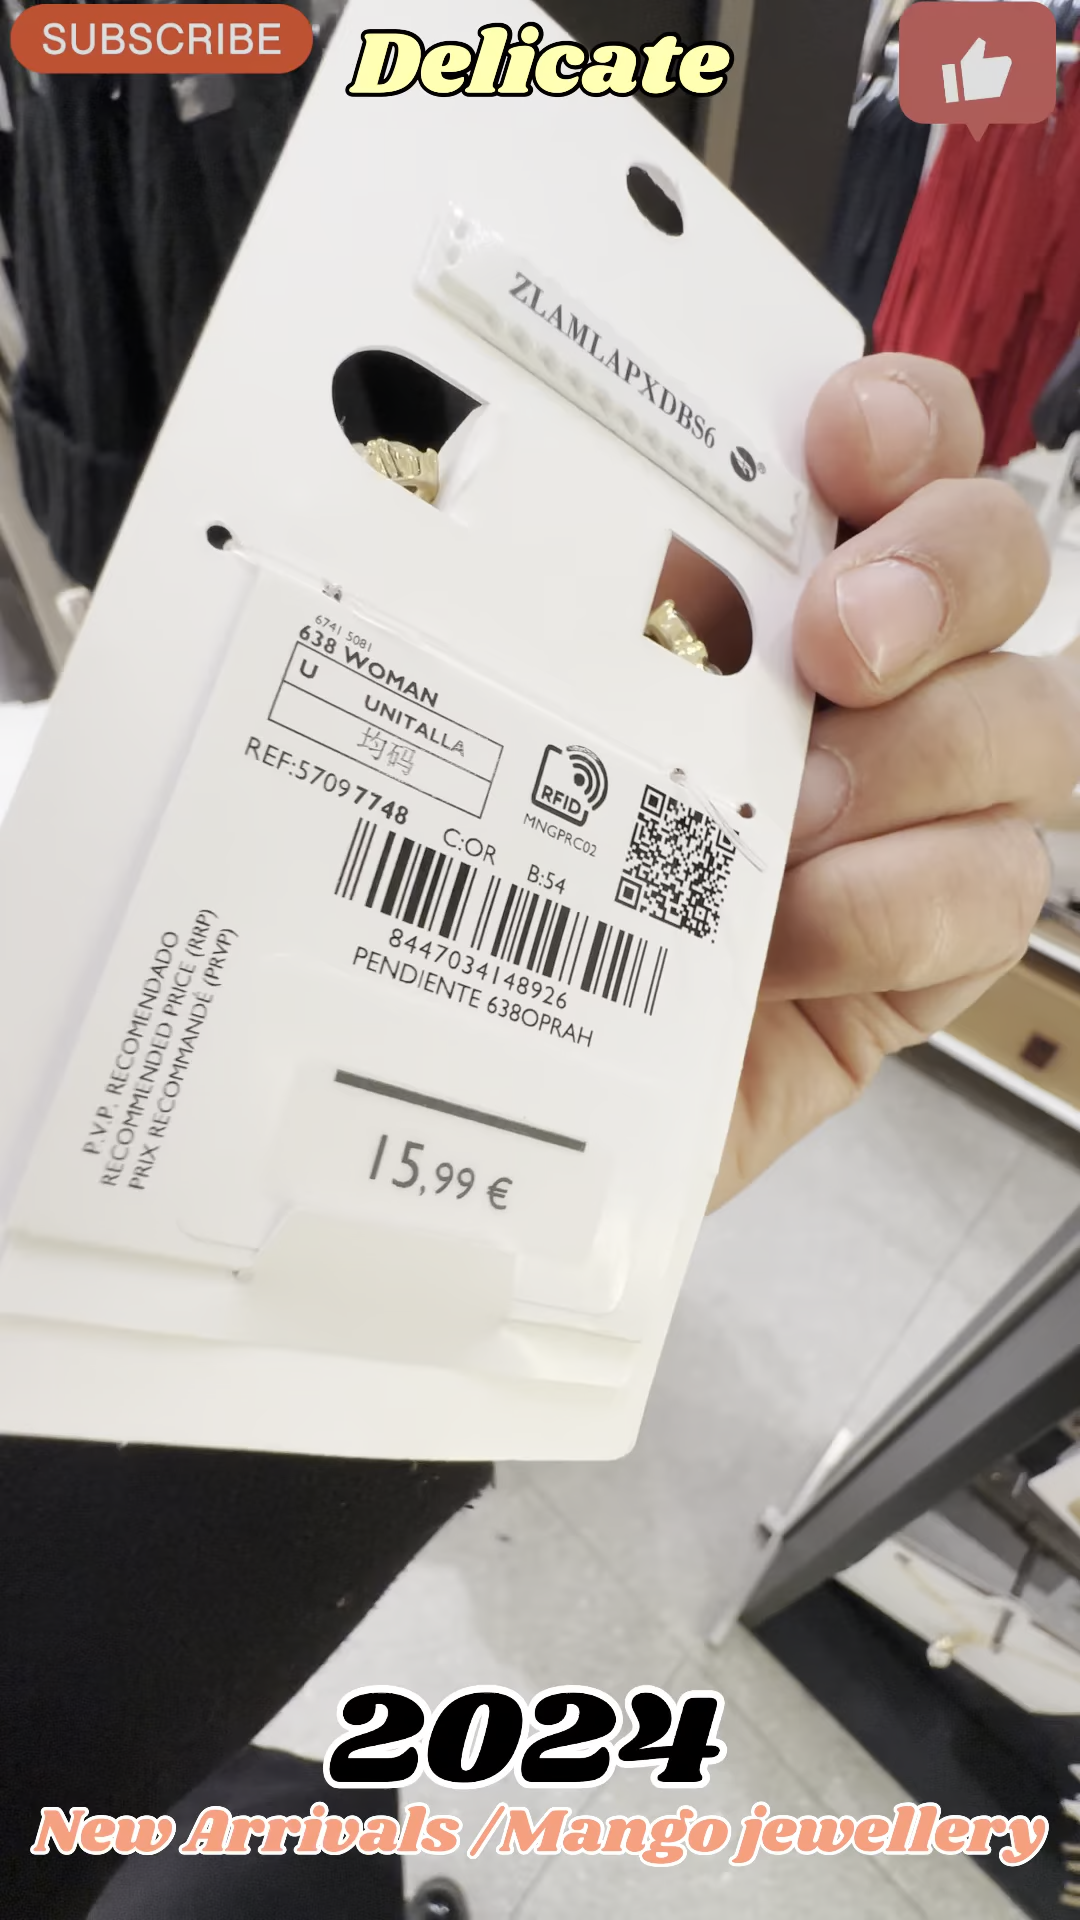 SUBSCRIBE
Delicate
ZLAMLAPXDBS6
6741 5081
638 WOMAN
U UNITALLA
均码
REF:57097748
C:OR B:54
RFID
MNGPRC02
8447034148926
PENDIENTE 638OPRAH
P.V.P. RECOMENDADO
RECOMMENDED PRICE (RRP)
PRIX RECOMMANDÉ (PRVP)
15,99 €
2024
New Arrivals /Mango jewellery